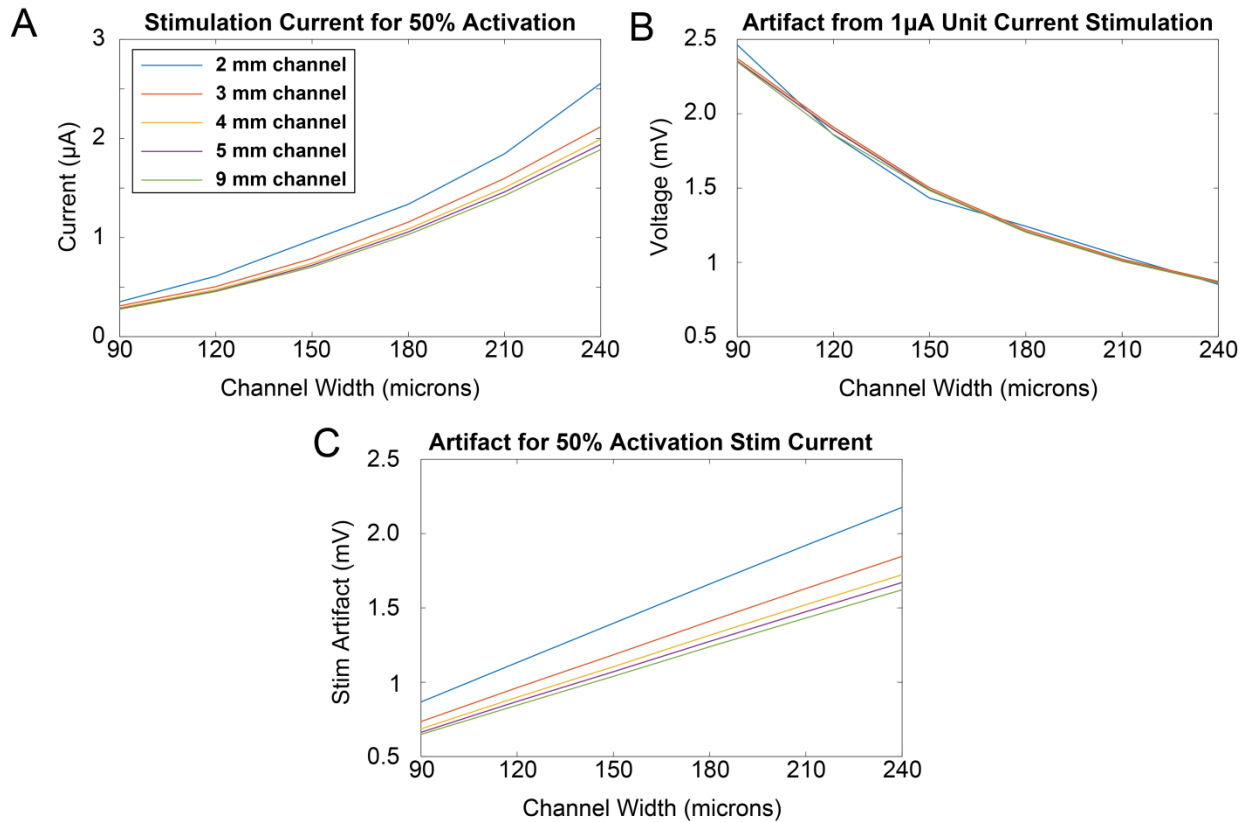 A
Stimulation Current for 50% Activation
3
2
1
0
Current (µA)
2 mm channel
3 mm channel
4 mm channel
5 mm channel
9 mm channel
90 120 150 180 210 240
Channel Width (microns)
B
Artifact from 1µA Unit Current Stimulation
2.5
2.0
1.5
1
0.5
Voltage (mV)
90 120 150 180 210 240
Channel Width (microns)
C
Artifact for 50% Activation Stim Current
2.5
2.0
1.5
1
0.5
Stim Artifact (mV)
90 120 150 180 210 240
Channel Width (microns)